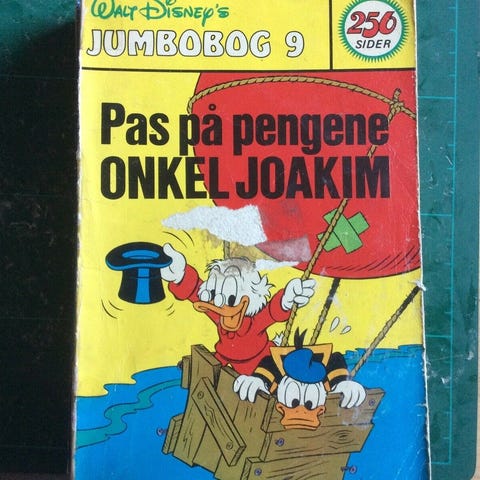 Walt Disney's
JUMBOBOG 9
256
SIDER
Pas på pengene
ONKEL JOAKIM